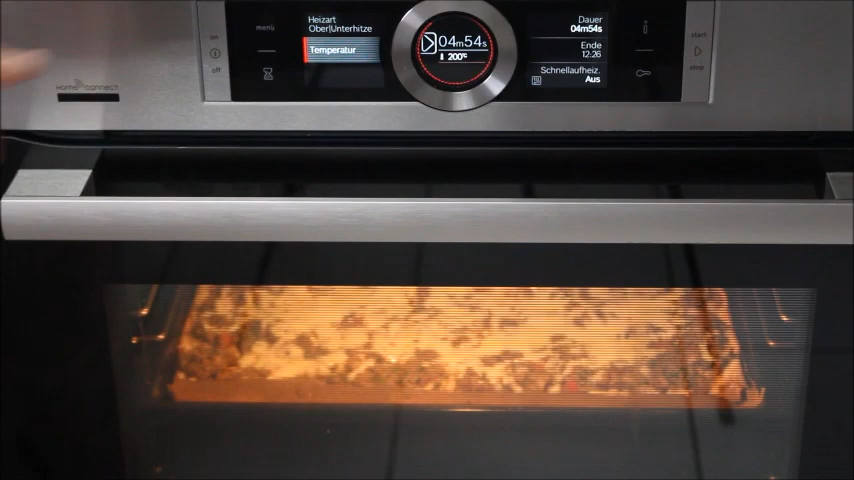 on
off
menü
Heizart
Ober|Unterhitze
Temperatur
04m54s
200°C
Dauer
04m54s
Ende
12:26
Schnellaufheiz.
Aus
start
stop
Home connect